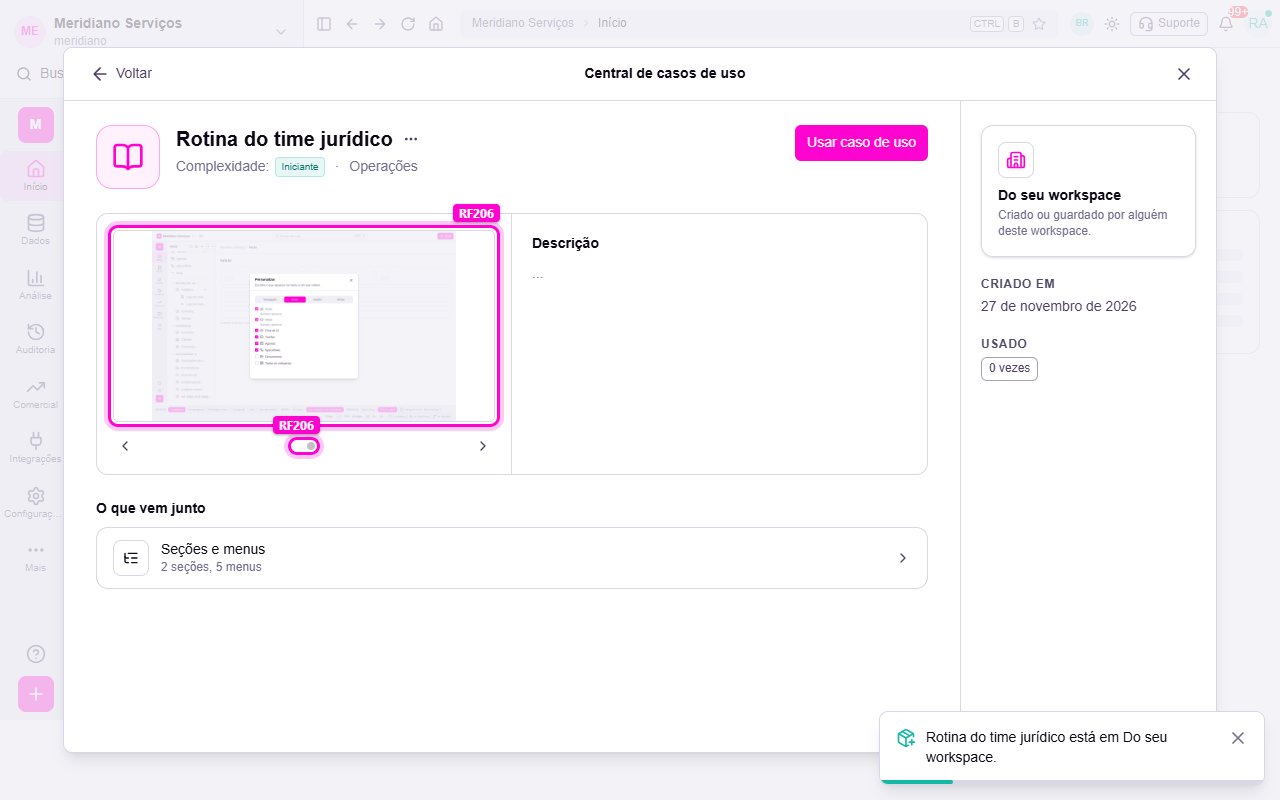 ME
Meridiano Serviços
meridiano
Meridiano Serviços
Início
CTRL
B
BR
Suporte
99+
RA
Bus
M
Início
Dados
Análise
Auditoria
Comercial
Integrações
Configuraç...
Mais
Voltar
Central de casos de uso
Rotina do time jurídico
Complexidade: Iniciante · Operações
Usar caso de uso
RF206
Personalizar
RF206
Descrição
...
O que vem junto
Seções e menus
2 seções, 5 menus
Do seu workspace
Criado ou guardado por alguém
deste workspace.
CRIADO EM
27 de novembro de 2026
USADO
0 vezes
Rotina do time jurídico está em Do seu
workspace.